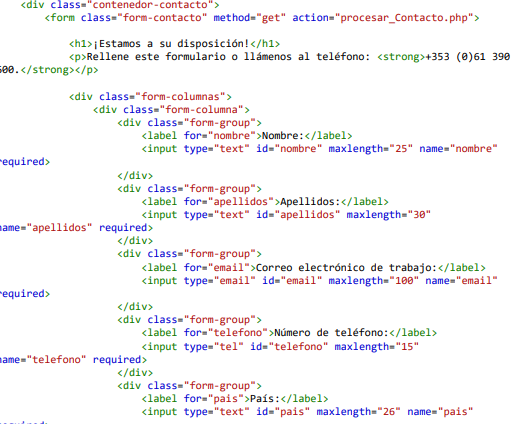 <div class="contenedor-contacto">
<form class="form-contacto" method="get" action="procesar_Contacto.php">
<h1>¡Estamos a su disposición!</h1>
<p>Rellene este formulario o llámenos al teléfono: <strong>+353 (0)61 390
600.</strong></p>
<div class="form-columnas">
<div class="form-columna">
<div class="form-group">
<label for="nombre">Nombre:</label>
<input type="text" id="nombre" maxlength="25" name="nombre"
required>
</div>
<div class="form-group">
<label for="apellidos">Apellidos:</label>
<input type="text" id="apellidos" maxlength="30"
name="apellidos" required>
</div>
<div class="form-group">
<label for="email">Correo electrónico de trabajo:</label>
<input type="email" id="email" maxlength="100" name="email"
required>
</div>
<div class="form-group">
<label for="telefono">Número de teléfono:</label>
<input type="tel" id="telefono" maxlength="15"
name="telefono" required>
</div>
<div class="form-group">
<label for="pais">País:</label>
<input type="text" id="pais" maxlength="26" name="pais"